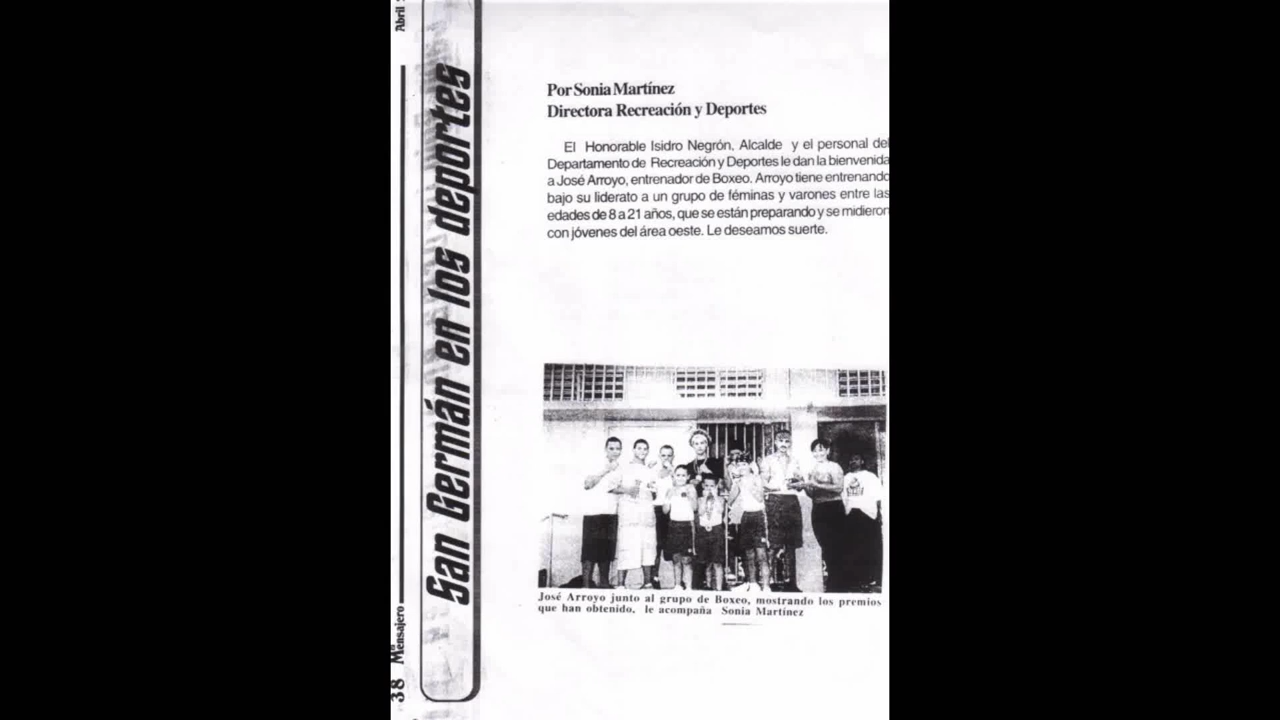 Abril
San Germán en los deportes
38 Mensajero
Por Sonia Martínez
Directora Recreación y Deportes
El Honorable Isidro Negrón, Alcalde y el personal del
Departamento de Recreación y Deportes le dan la bienvenida
a José Arroyo, entrenador de Boxeo. Arroyo tiene entrenando
bajo su liderato a un grupo de féminas y varones entre las
edades de 8 a 21 años, que se están preparando y se midieron
con jóvenes del área oeste. Le deseamos suerte.
José Arroyo junto al grupo de Boxeo, mostrando los premios
que han obtenido. le acompaña Sonia Martínez